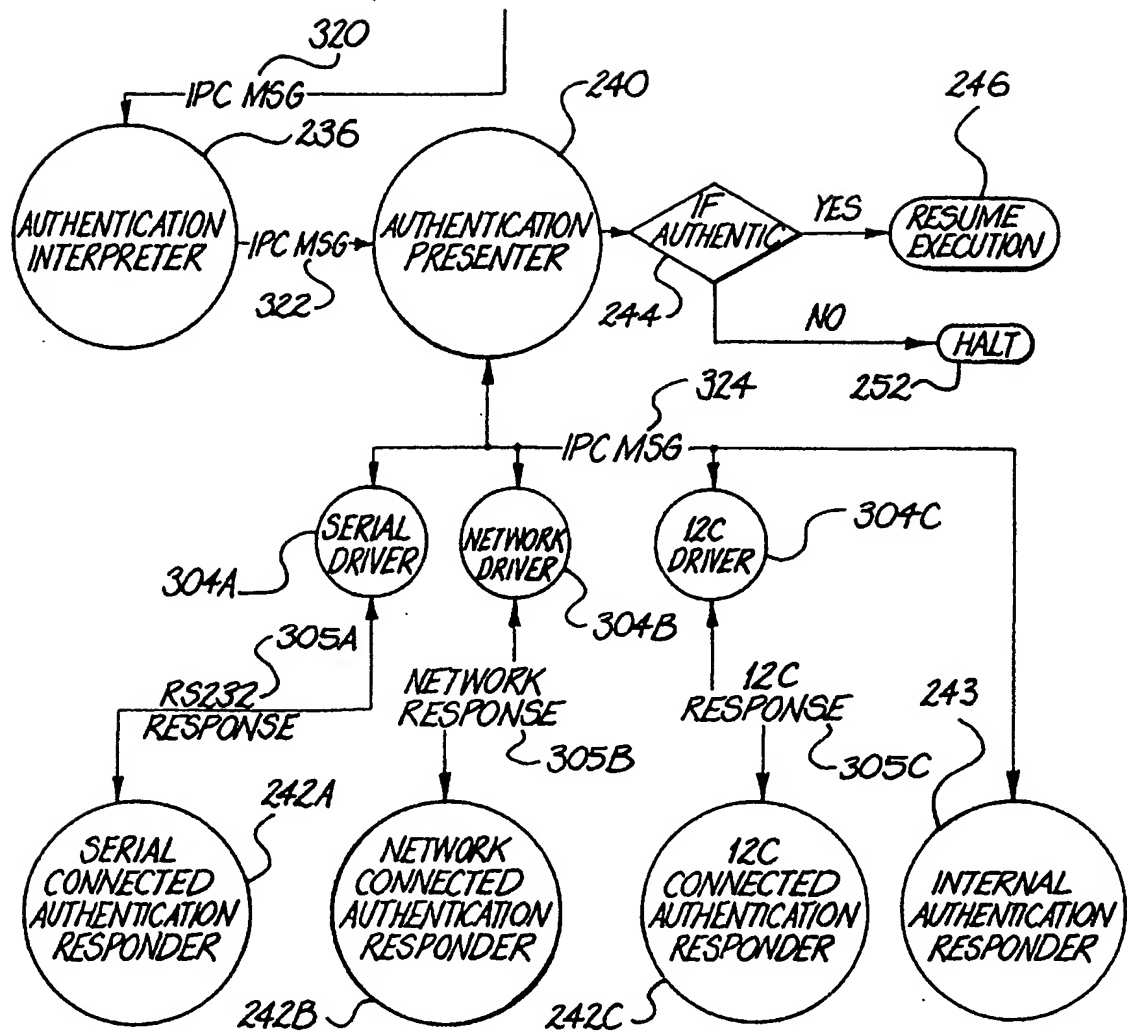 320
IPC MSG
240
246
236
AUTHENTICATION
INTERPRETER
IPC MSG
322
AUTHENTICATION
PRESENTER
IF
AUTHENTIC
244
YES
RESUME
EXECUTION
NO
HALT
252
324
IPC MSG
SERIAL
DRIVER
304A
NETWORK
DRIVER
304B
12C
DRIVER
304C
305A
RS232
RESPONSE
NETWORK
RESPONSE
305B
12C
RESPONSE
305C
243
242A
SERIAL
CONNECTED
AUTHENTICATION
RESPONDER
NETWORK
CONNECTED
AUTHENTICATION
RESPONDER
242B
12C
CONNECTED
AUTHENTICATION
RESPONDER
242C
INTERNAL
AUTHENTICATION
RESPONDER